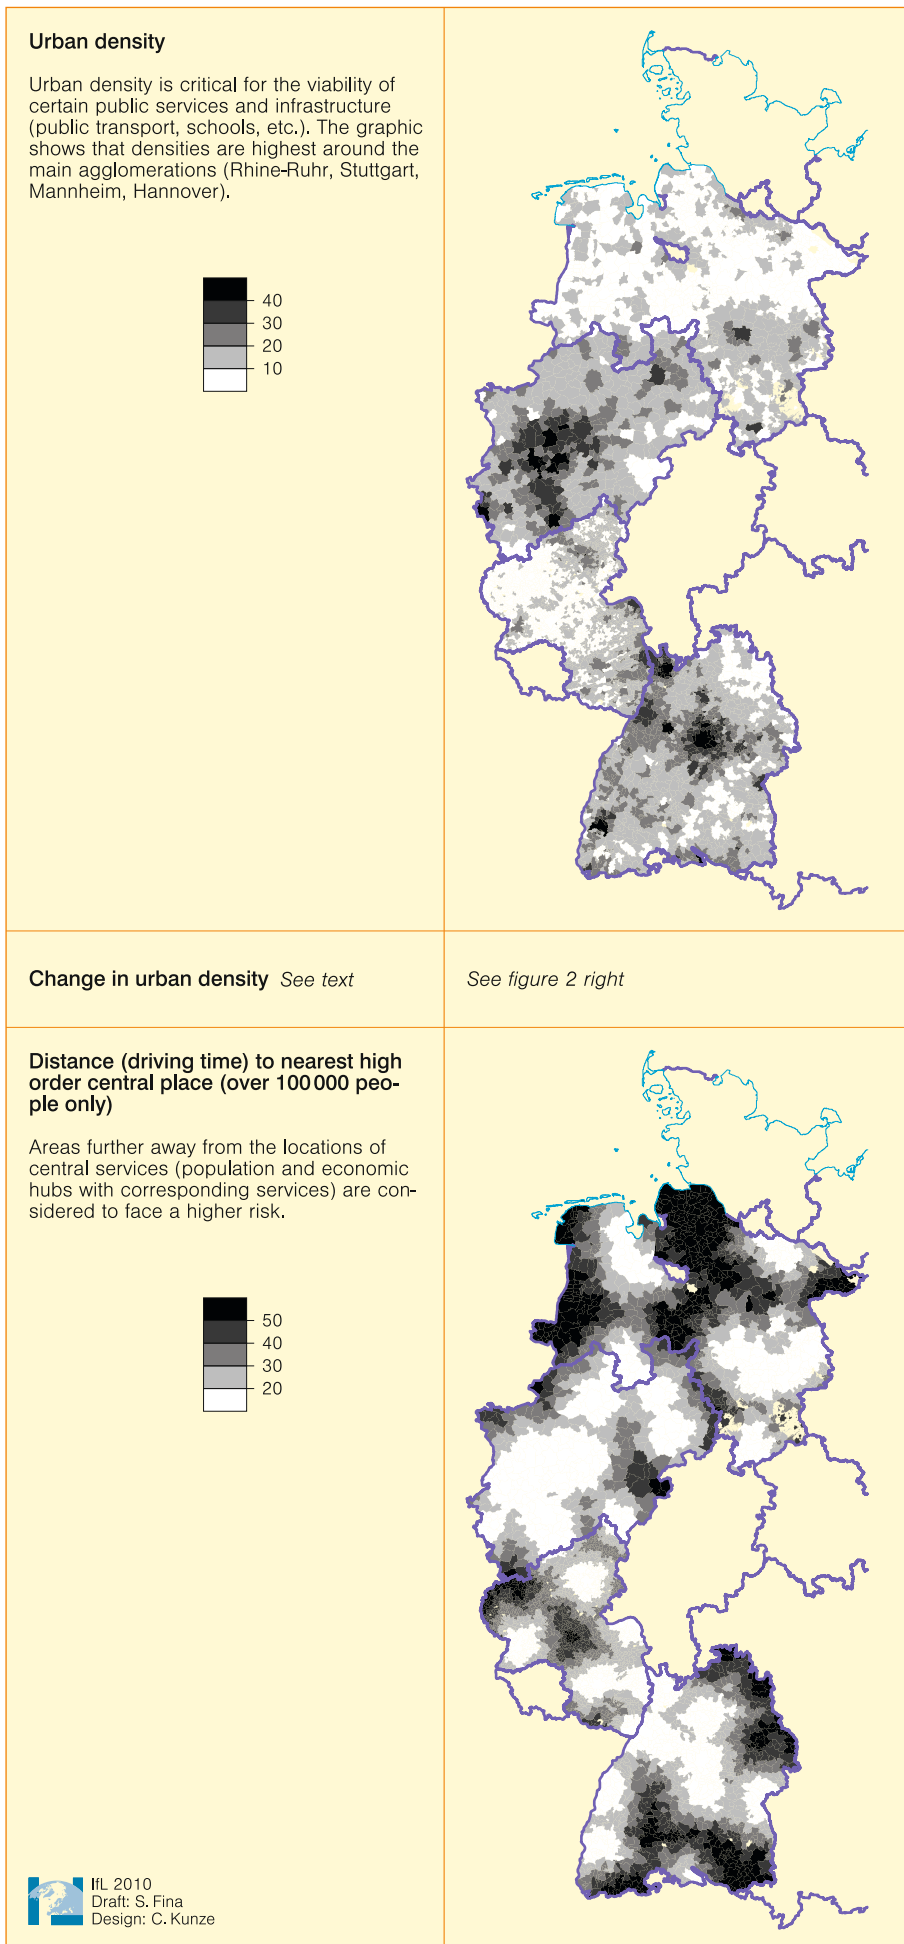 Urban density
Urban density is critical for the viability of
certain public services and infrastructure
(public transport, schools, etc.). The graphic
shows that densities are highest around the
main agglomerations (Rhine-Ruhr, Stuttgart,
Mannheim, Hannover).
40
30
20
10
Change in urban density See text
See figure 2 right
Distance (driving time) to nearest high
order central place (over 100 000 peo-
ple only)
Areas further away from the locations of
central services (population and economic
hubs with corresponding services) are con-
sidered to face a higher risk.
50
40
30
20
IfL 2010
Draft: S. Fina
Design: C. Kunze